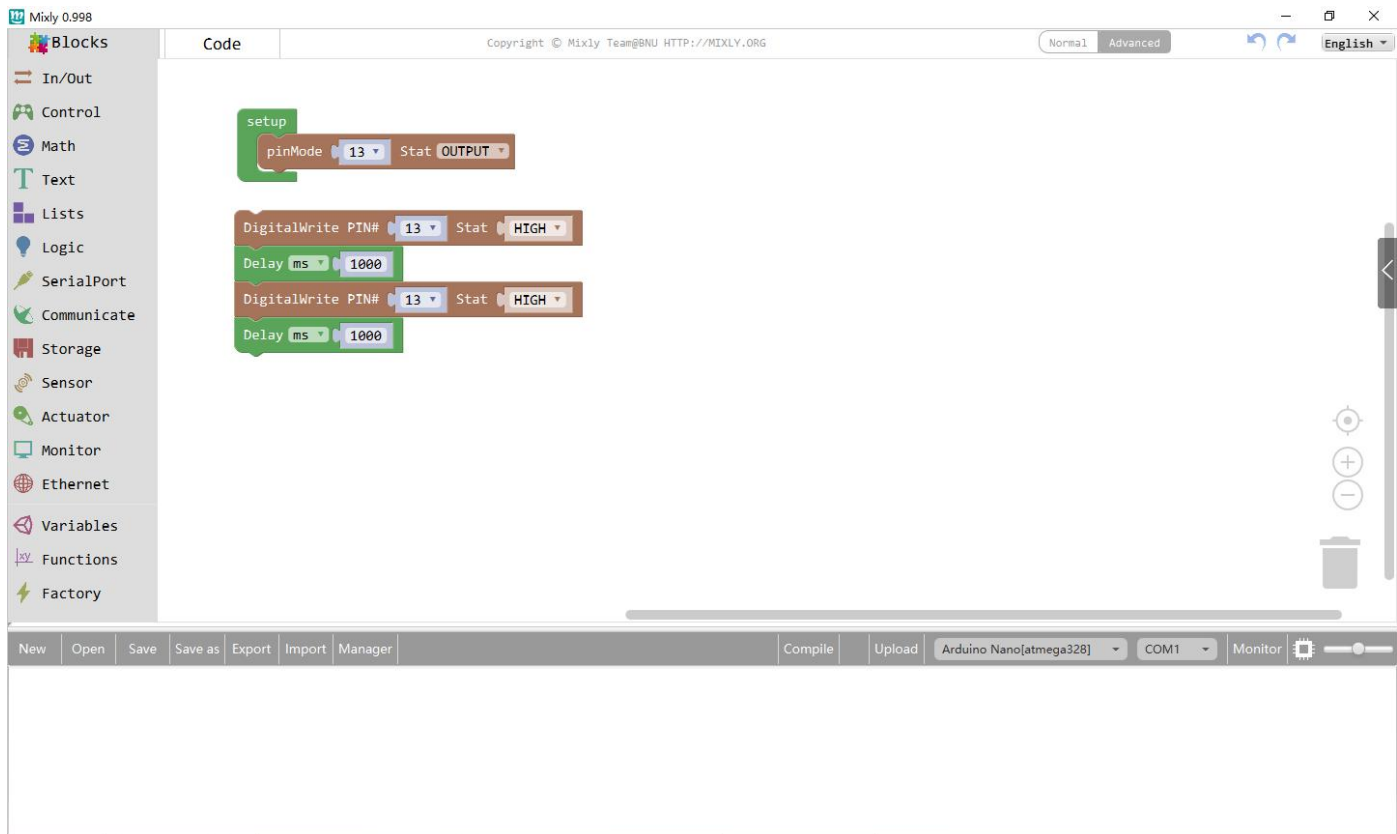 Mixly 0.998
Blocks
Code
Copyright © Mixly Team@BNU HTTP://MIXLY.ORG
Normal Advanced
English
In/Out
Control
Math
Text
Lists
Logic
SerialPort
Communicate
Storage
Sensor
Actuator
Monitor
Ethernet
Variables
Functions
Factory
setup
pinMode 13 Stat OUTPUT
DigitalWrite PIN# 13 Stat HIGH
Delay ms 1000
DigitalWrite PIN# 13 Stat HIGH
Delay ms 1000
New Open Save Save as Export Import Manager Compile Upload Arduino Nano[atmega328] COM1 Monitor